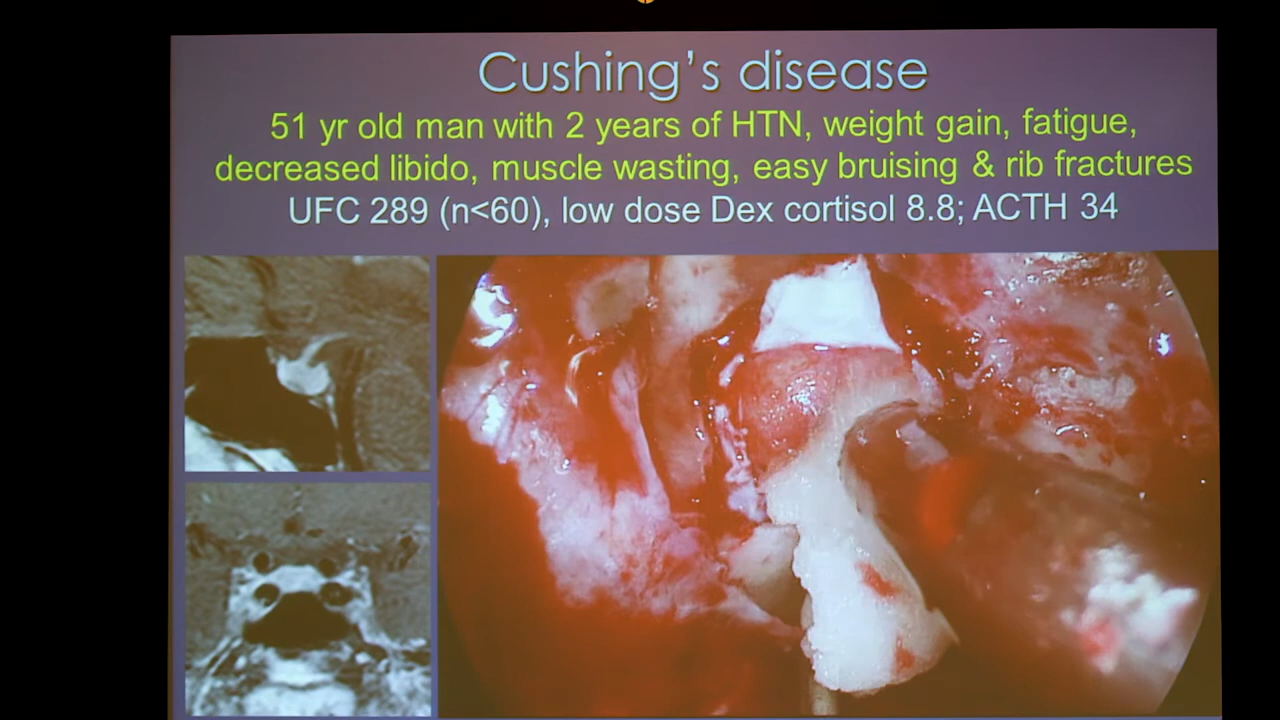 Cushing's disease
51 yr old man with 2 years of HTN, weight gain, fatigue,
decreased libido, muscle wasting, easy bruising & rib fractures
UFC 289 (n<60), low dose Dex cortisol 8.8; ACTH 34